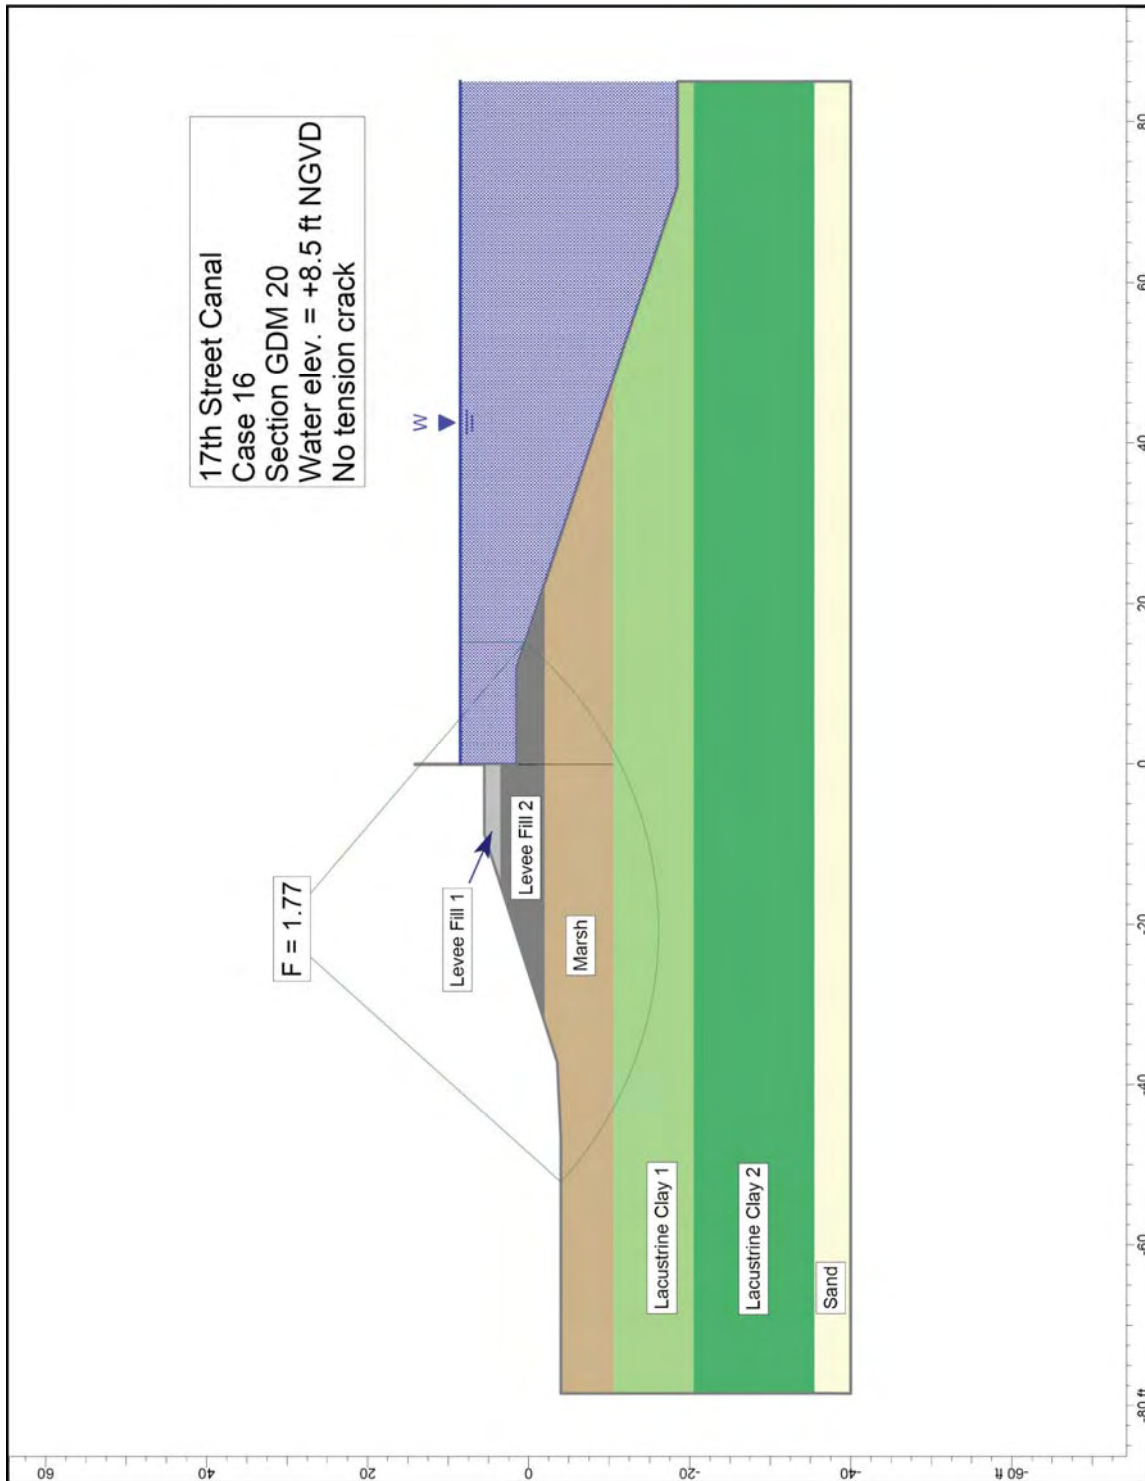 17th Street Canal
Case 16
Section GDM 20
Water elev. = +8.5 ft NGVD
No tension crack
F = 1.77
W
Levee Fill 1
Levee Fill 2
Marsh
Lacustrine Clay 1
Lacustrine Clay 2
Sand
60
40
20
0
-20
-40
-60 ft
-80 ft
-60
-40
-20
0
20
40
60
80